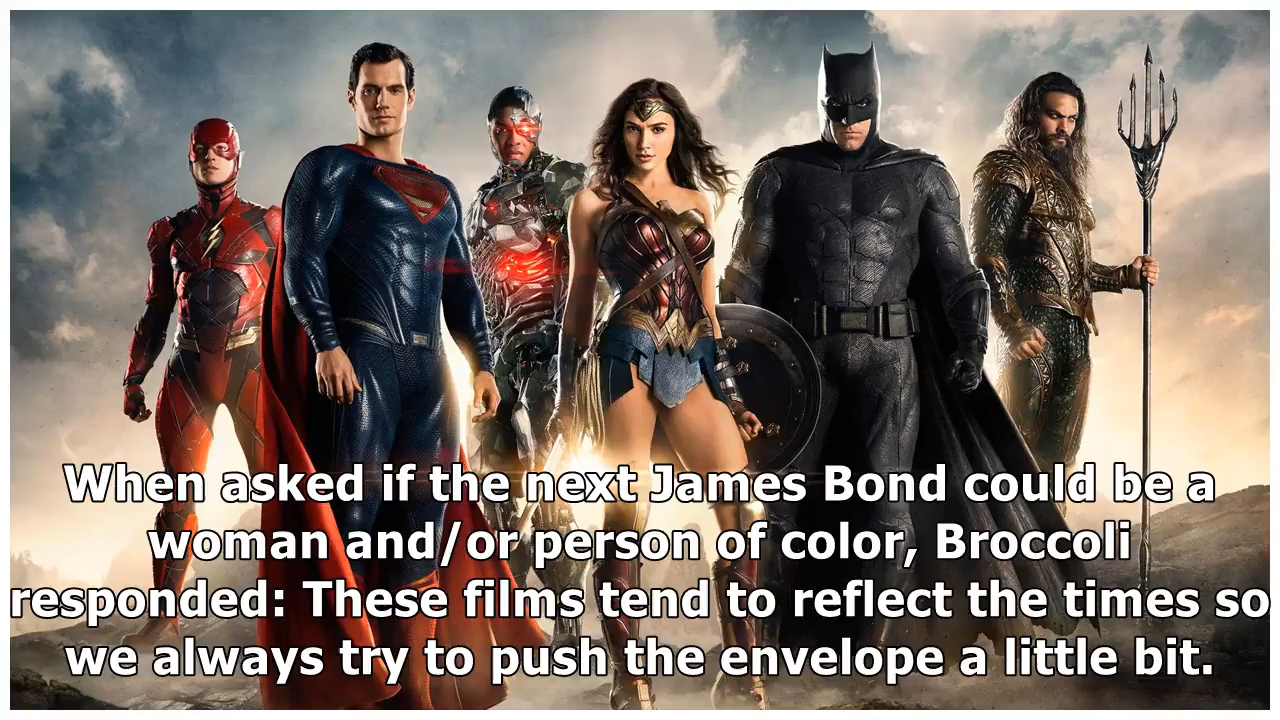 When asked if the next James Bond could be a
woman and/or person of color, Broccoli
responded: These films tend to reflect the times so
we always try to push the envelope a little bit.